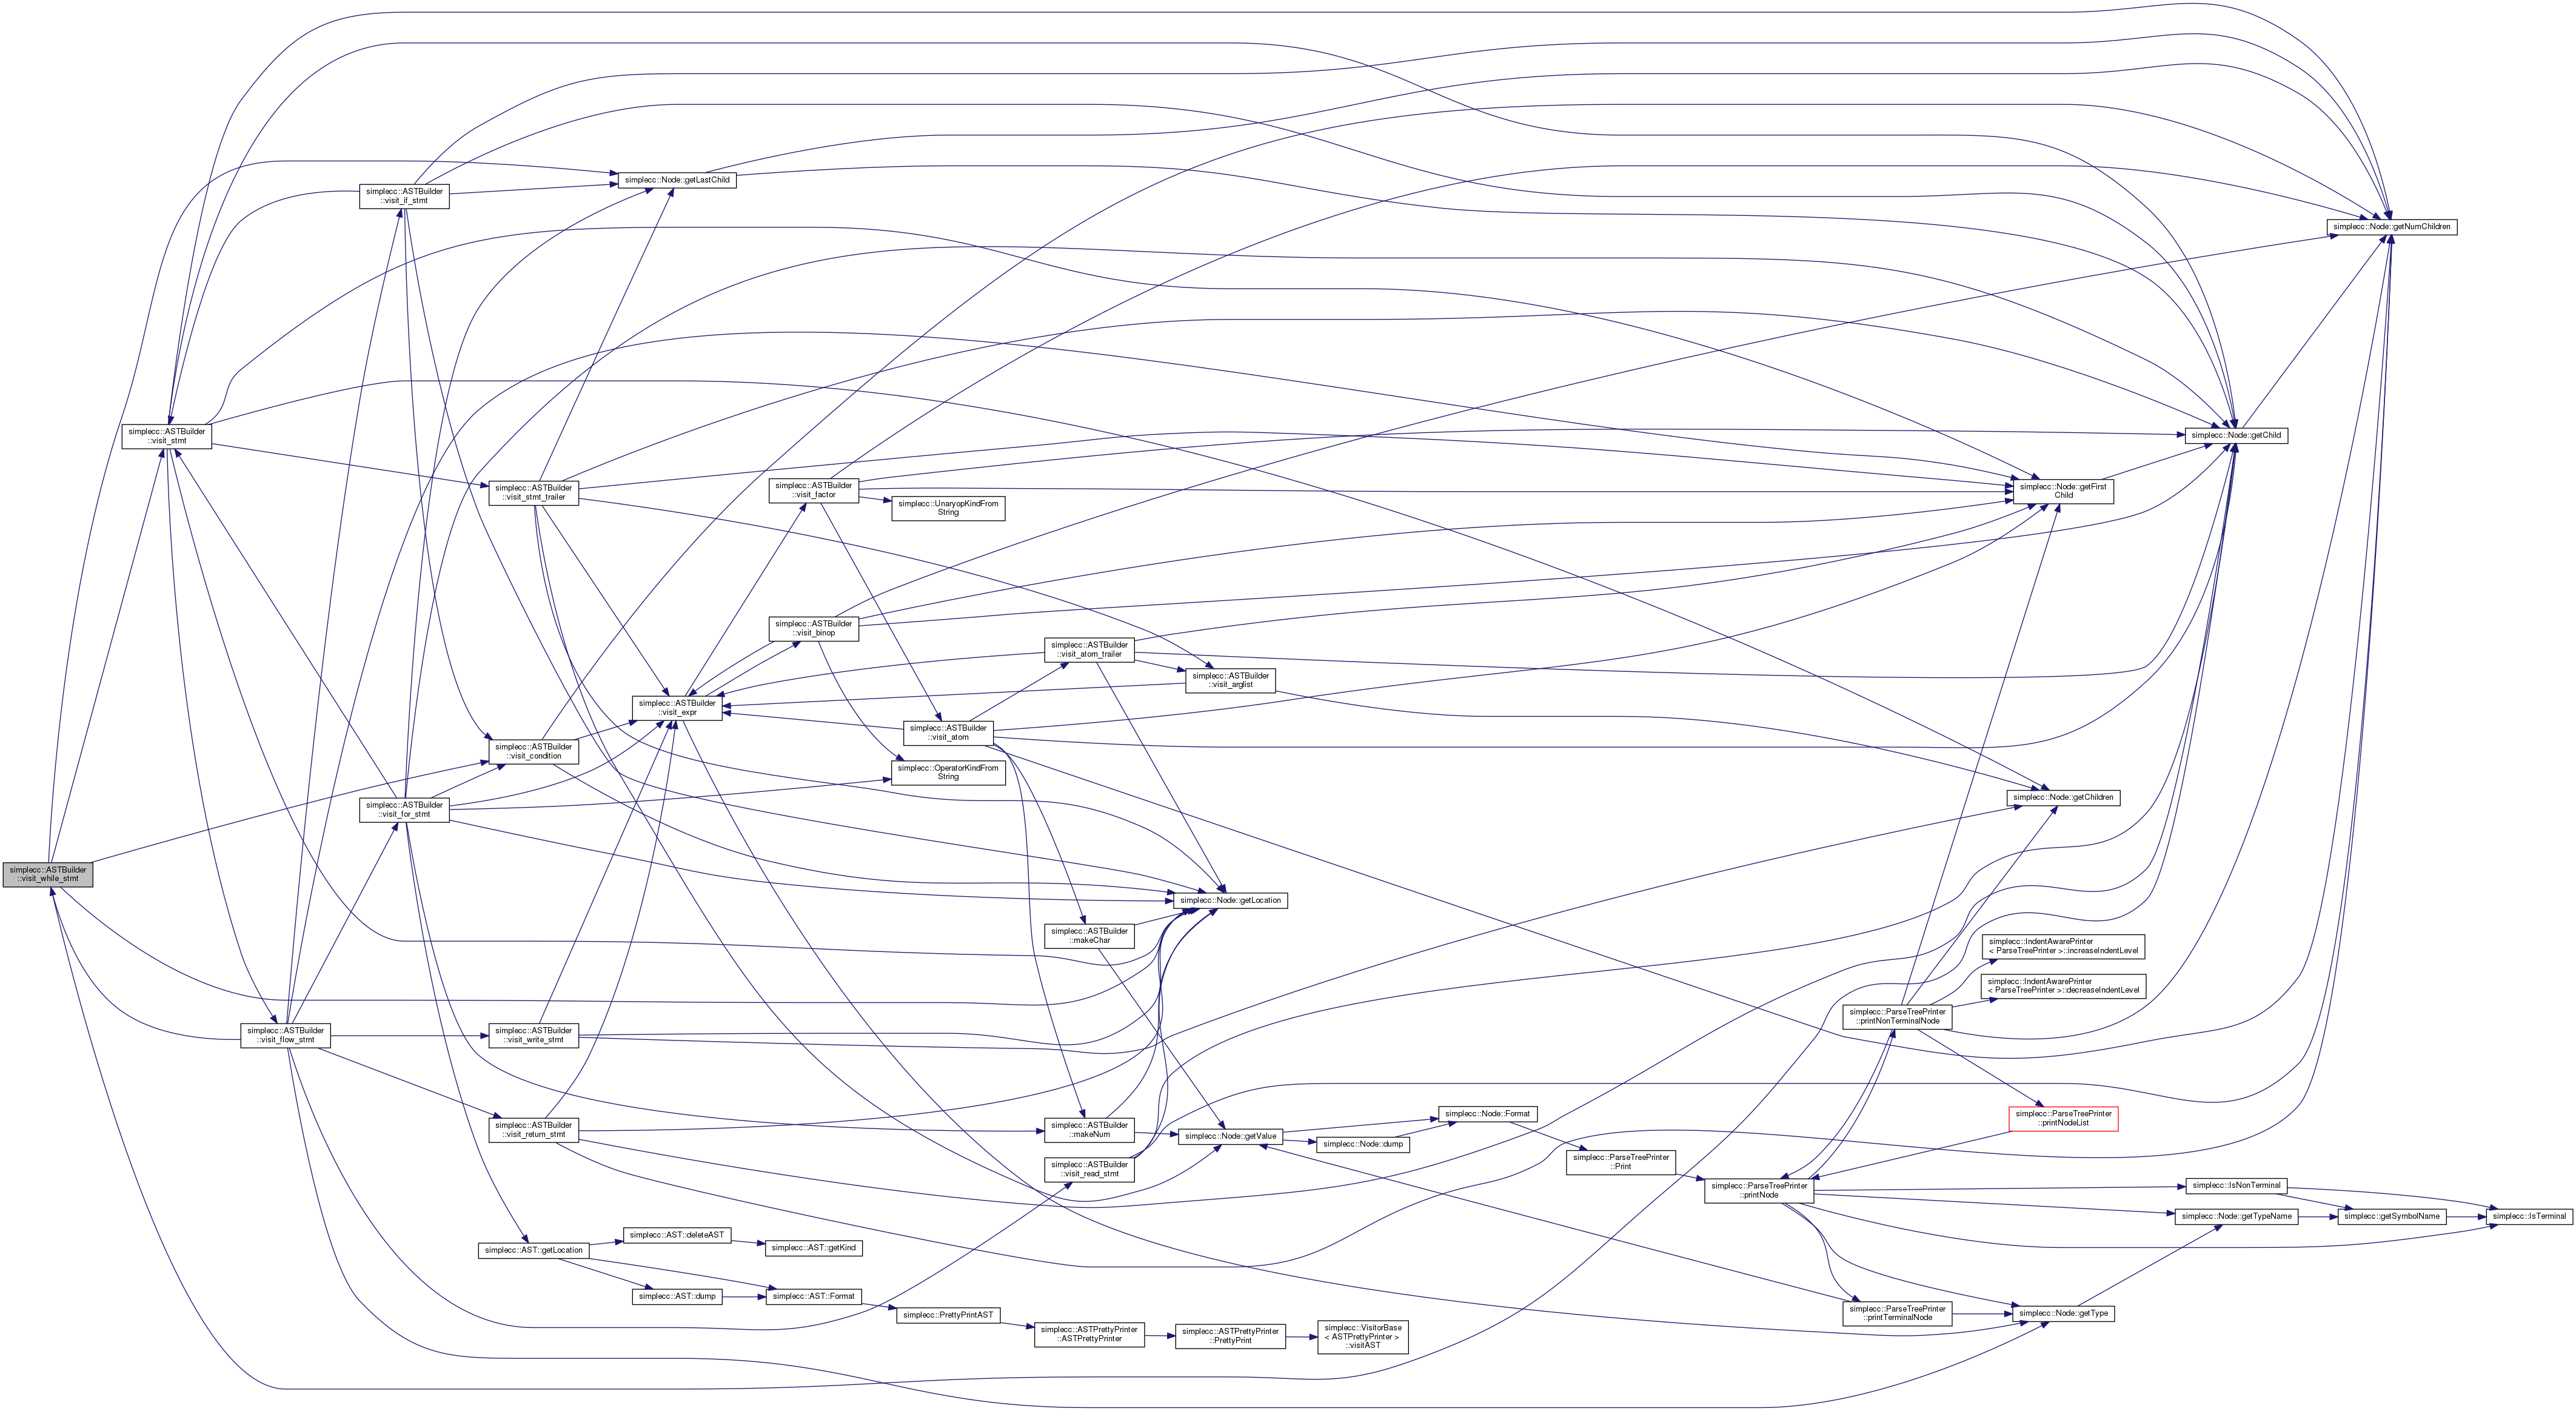 simplecc::ASTBuilder
::visit_while_stmt
simplecc::ASTBuilder
::visit_stmt
simplecc::ASTBuilder
::visit_flow_stmt
simplecc::ASTBuilder
::visit_if_stmt
simplecc::ASTBuilder
::visit_for_stmt
simplecc::Node::getLastChild
simplecc::ASTBuilder
::visit_stmt_trailer
simplecc::ASTBuilder
::visit_condition
simplecc::ASTBuilder
::visit_write_stmt
simplecc::ASTBuilder
::visit_return_stmt
simplecc::AST::getLocation
simplecc::ASTBuilder
::visit_expr
simplecc::AST::deleteAST
simplecc::AST::dump
simplecc::ASTBuilder
::visit_factor
simplecc::ASTBuilder
::visit_binop
simplecc::AST::getKind
simplecc::AST::Format
simplecc::UnaryopKindFrom
String
simplecc::ASTBuilder
::visit_atom
simplecc::OperatorKindFrom
String
simplecc::PrettyPrintAST
simplecc::ASTBuilder
::visit_atom_trailer
simplecc::ASTBuilder
::makeChar
simplecc::ASTBuilder
::makeNum
simplecc::ASTBuilder
::visit_read_stmt
simplecc::ASTPrettyPrinter
::ASTPrettyPrinter
simplecc::ASTBuilder
::visit_arglist
simplecc::Node::getLocation
simplecc::Node::getValue
simplecc::ASTPrettyPrinter
::PrettyPrint
simplecc::Node::dump
simplecc::VisitorBase
< ASTPrettyPrinter >
::visitAST
simplecc::Node::Format
simplecc::ParseTreePrinter
::Print
simplecc::ParseTreePrinter
::printNode
simplecc::ParseTreePrinter
::printNonTerminalNode
simplecc::ParseTreePrinter
::printTerminalNode
simplecc::Node::getFirst
Child
simplecc::Node::getChildren
simplecc::IndentAwarePrinter
< ParseTreePrinter >::increaseIndentLevel
simplecc::IndentAwarePrinter
< ParseTreePrinter >::decreaseIndentLevel
simplecc::ParseTreePrinter
::printNodeList
simplecc::Node::getType
simplecc::Node::getChild
simplecc::IsNonTerminal
simplecc::Node::getTypeName
simplecc::Node::getNumChildren
simplecc::getSymbolName
simplecc::IsTerminal